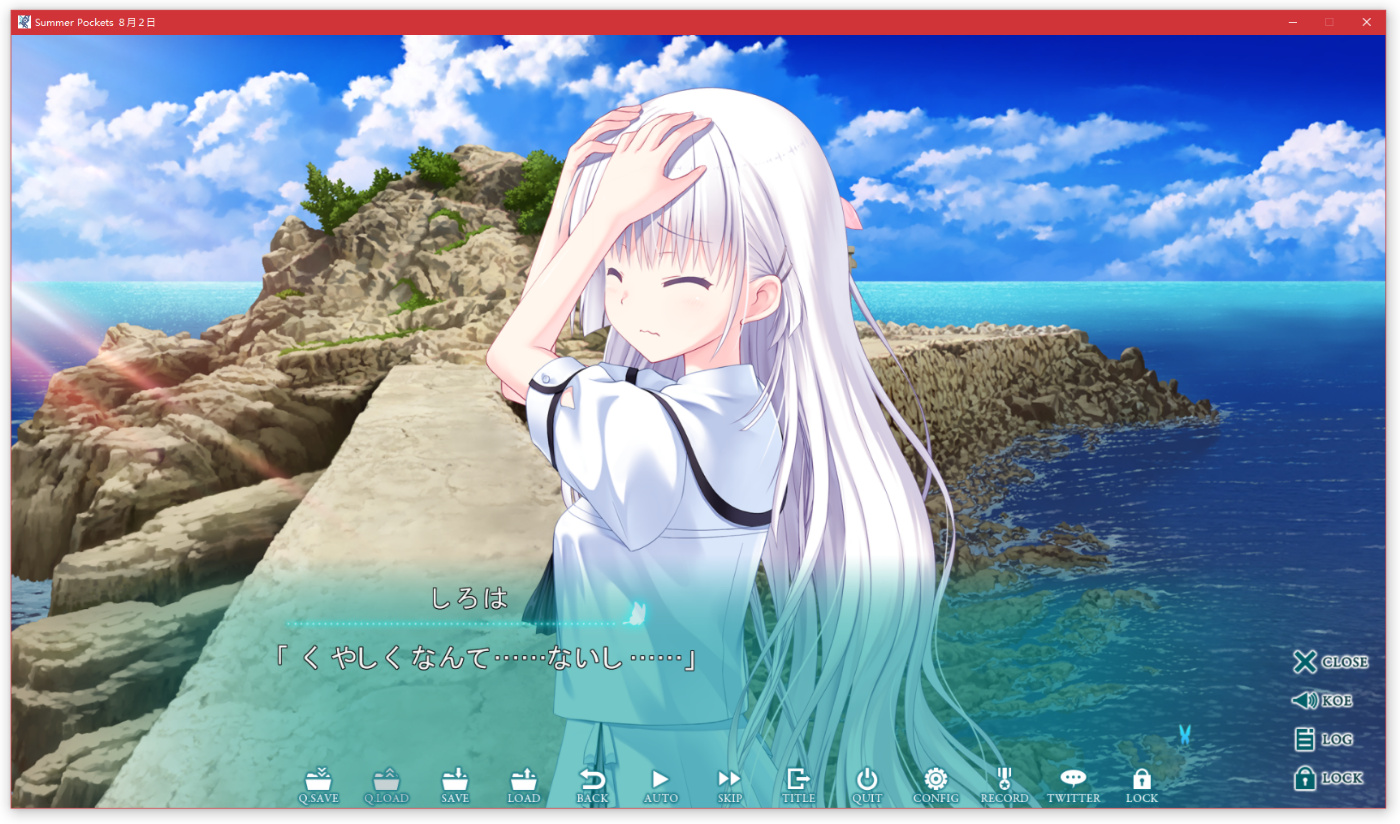 Summer Pockets 8月2日
しろは
「くやしくなんて……ないし……」
CLOSE
KOE
LOG
LOCK
Q.SAVE Q.LOAD SAVE LOAD BACK AUTO SKIP TITLE QUIT CONFIG RECORD TWITTER LOCK